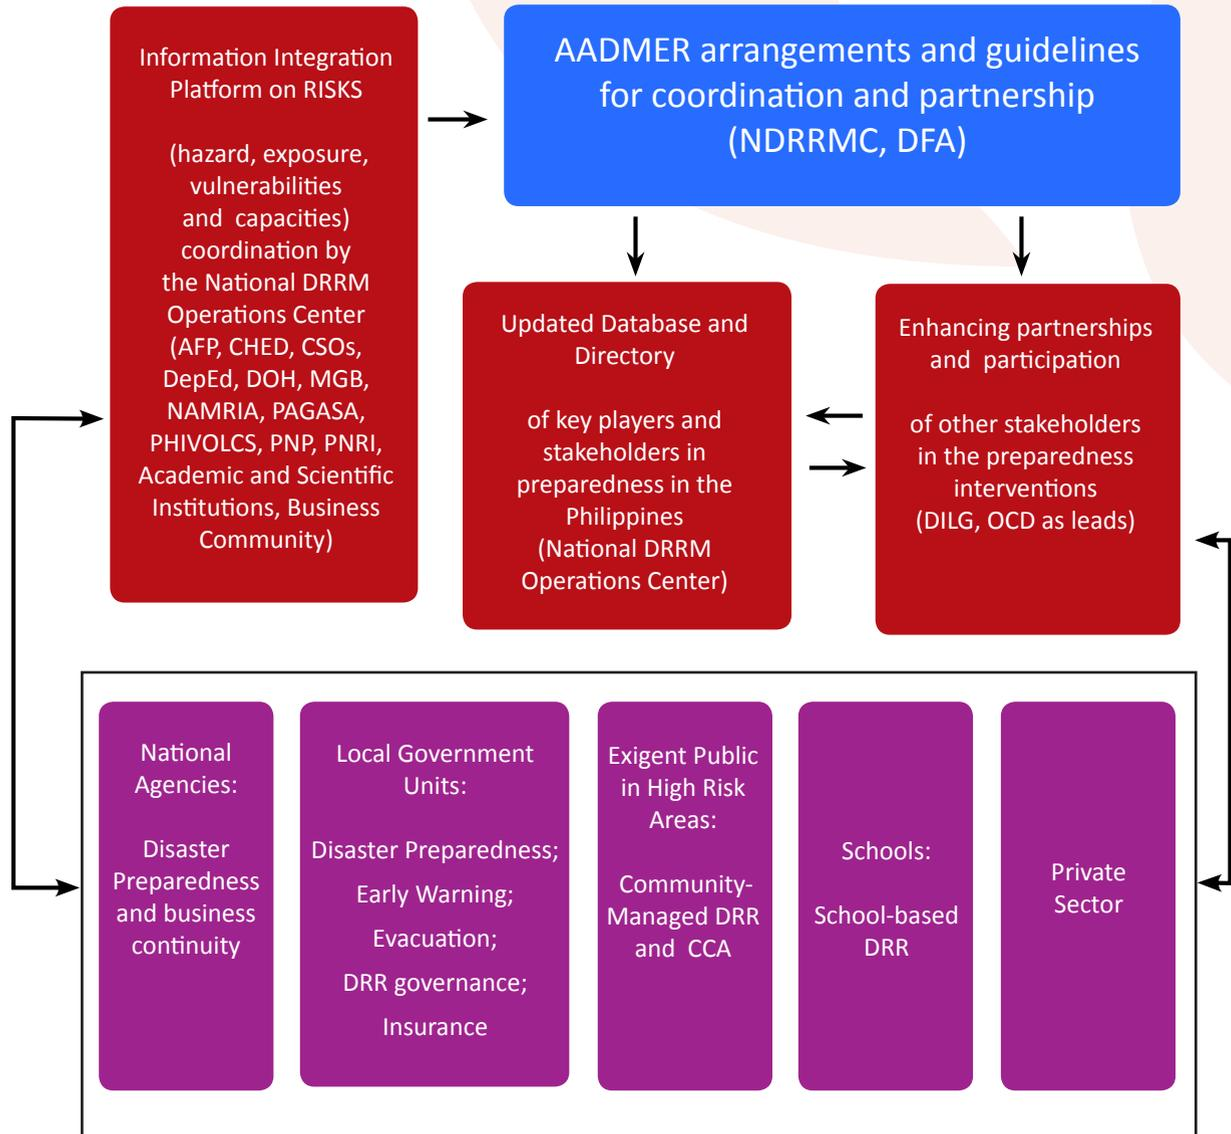 Information Integration
Platform on RISKS
(hazard, exposure,
vulnerabilities
and capacities)
coordination by
the National DRRM
Operations Center
(AFP, CHED, CSOs,
DepEd, DOH, MGB,
NAMRIA, PAGASA,
PHIVOLCS, PNP, PNRI,
Academic and Scientific
Institutions, Business
Community)
AADMER arrangements and guidelines
for coordination and partnership
(NDRRMC, DFA)
Updated Database and
Directory
of key players and
stakeholders in
preparedness in the
Philippines
(National DRRM
Operations Center)
Enhancing partnerships
and participation
of other stakeholders
in the preparedness
interventions
(DILG, OCD as leads)
National
Agencies:
Disaster
Preparedness
and business
continuity
Local Government
Units:
Disaster Preparedness;
Early Warning;
Evacuation;
DRR governance;
Insurance
Exigent Public
in High Risk
Areas:
Community-
Managed DRR
and CCA
Schools:
School-based
DRR
Private
Sector